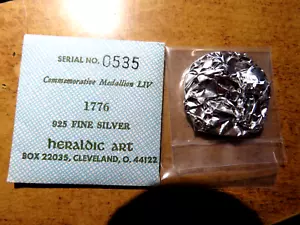 SERIAL NO. 0535
Commemorative Medallion LIV
1776
925 FINE SILVER
heraldic art
BOX 22035, CLEVELAND, O. 44122